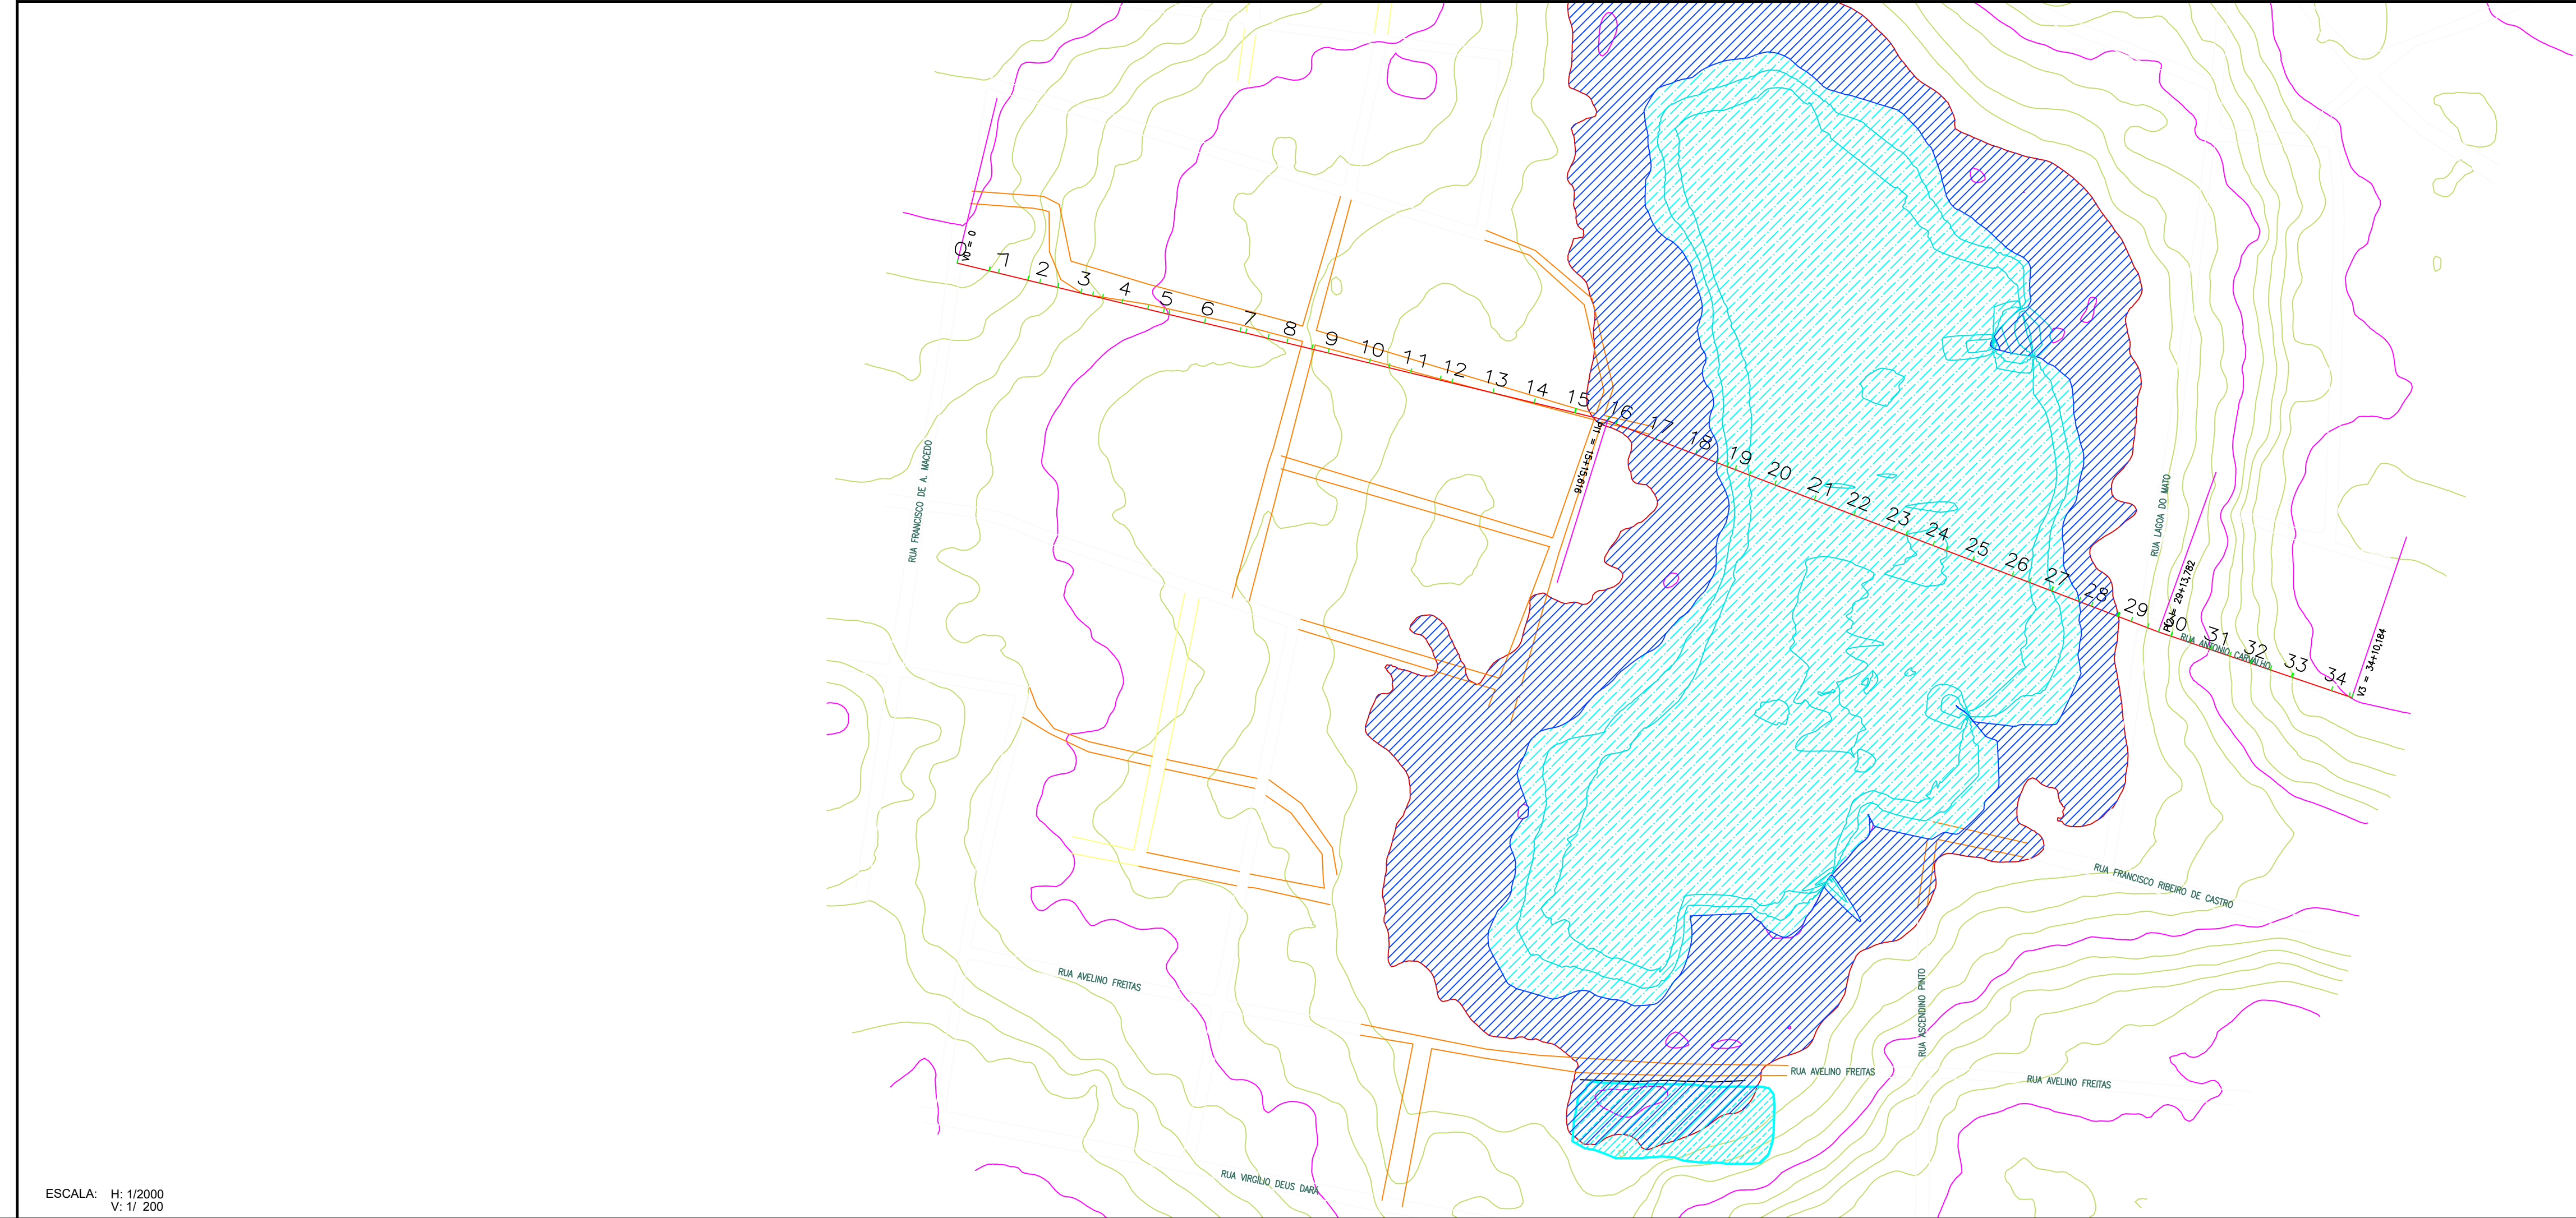 0
V0 = 0
1
2
3
4
5
6
7
8
9
10
11
12
13
14
15
16
17
18
19
20
21
22
23
24
25
26
27
28
29
30
31
32
33
34
PI1 = 15+15,616
PI2 = 29+13,782
V3 = 34+10,184
RUA FRANCISCO DE A. MACEDO
RUA LAGOA DO MATO
RUA ANTONIO CARVALHO
RUA FRANCISCO RIBEIRO DE CASTRO
RUA AVELINO FREITAS
RUA ASCENDINO PINTO
RUA AVELINO FREITAS
RUA AVELINO FREITAS
RUA VIRGÍLIO DEUS DARÁ
ESCALA: H: 1/2000
V: 1/ 200